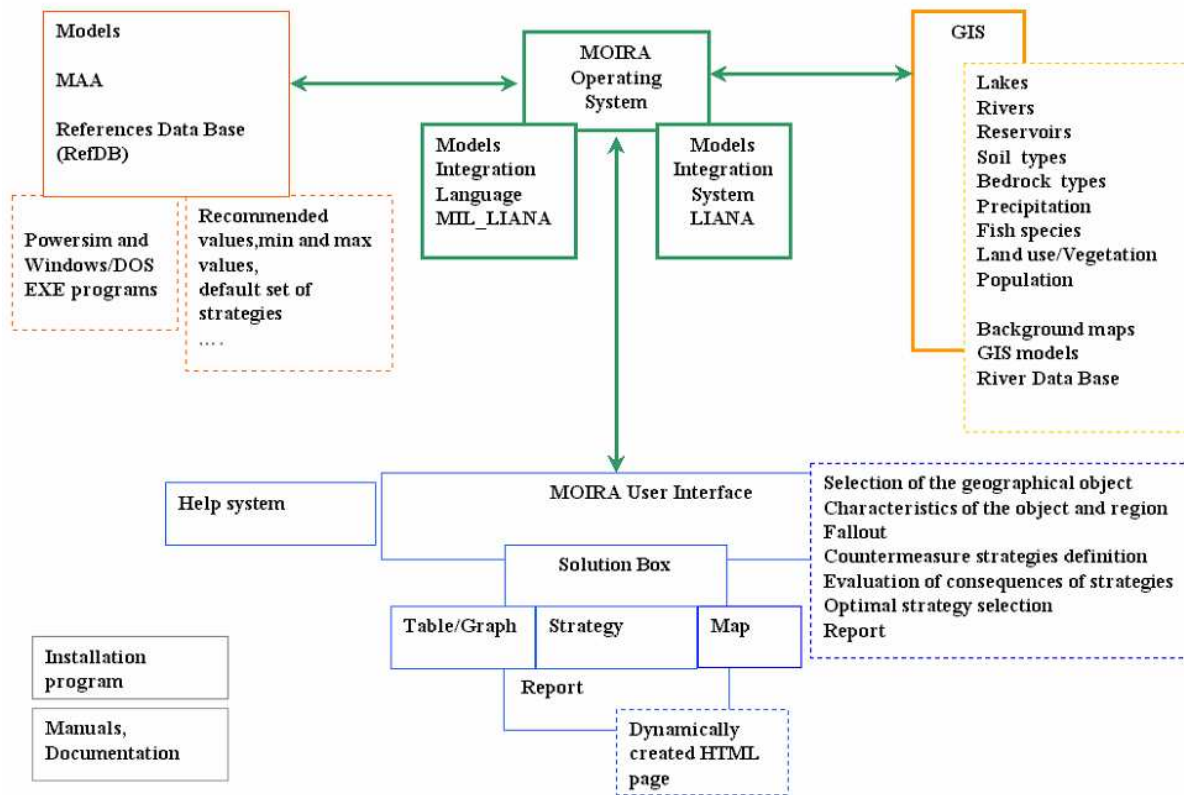 Models
MAA
References Data Base
(RefDB)
Powersim and
Windows/DOS
EXE programs
Recommended
values,min and max
values,
default set of
strategies
....
MOIRA
Operating
System
Models
Integration
Language
MIL_LIANA
Models
Integration
System
LIANA
GIS
Lakes
Rivers
Reservoirs
Soil types
Bedrock types
Precipitation
Fish species
Land use/Vegetation
Population
Background maps
GIS models
River Data Base
Help system
MOIRA User Interface
Solution Box
Table/Graph
Strategy
Map
Report
Dynamically
created HTML
page
Selection of the geographical object
Characteristics of the object and region
Fallout
Countermeasure strategies definition
Evaluation of consequences of strategies
Optimal strategy selection
Report
Installation
program
Manuals,
Documentation